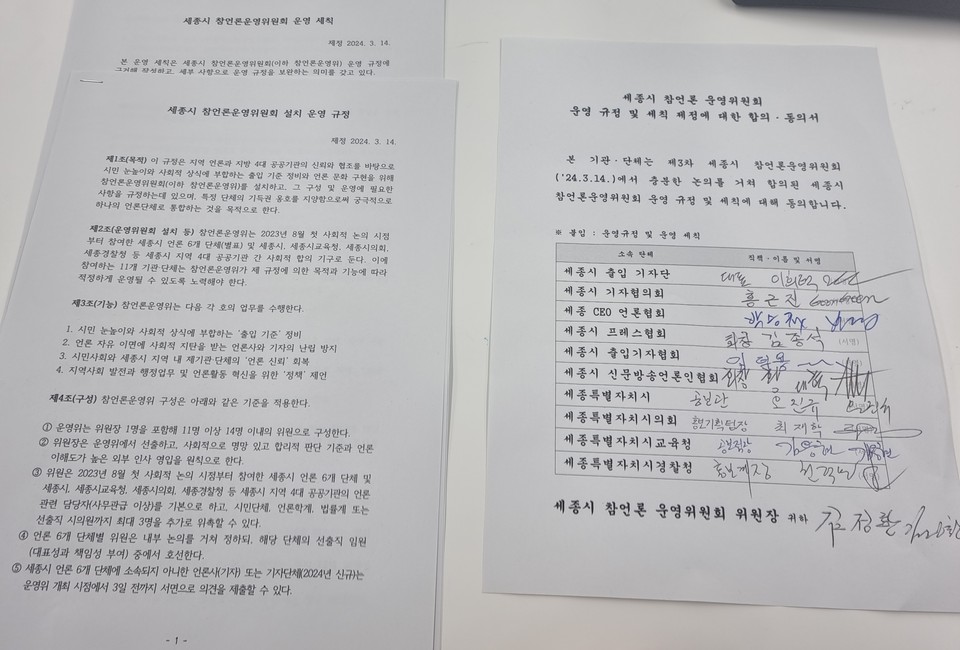 세종시 참언론운영위원회 운영 세칙
제정 2024. 3. 14.
본 운영 세칙은 세종시 참언론운영위원회(이하 참언론운영위) 운영 규정에
근거해 작성하고, 세부 사항으로 운영 규정을 보완하는 의미를 갖고 있다.
세종시 참언론운영위원회 설치 운영 규정
제정 2024. 3. 14.
제1조(목적) 이 규정은 지역 언론과 지방 4대 공공기관의 신뢰와 협조를 바탕으로
시민 눈높이와 사회적 상식에 부합하는 출입 기준 정비와 언론 문화 구현을 위해
참언론운영위원회(이하 참언론운영위)를 설치하고, 그 구성 및 운영에 필요한
사항을 규정하는데 있으며, 특정 단체의 기득권 옹호를 지양함으로써 궁극적으로
하나의 언론단체로 통합하는 것을 목적으로 한다.
제2조(운영위원회 설치 등) 참언론운영위는 2023년 8월 첫 사회적 논의 시점
부터 참여한 세종시 언론 6개 단체(별표) 및 세종시, 세종시교육청, 세종시의회,
세종경찰청 등 세종시 지역 4대 공공기관 간 사회적 합의 기구로 둔다. 이에
참여하는 11개 기관·단체는 참언론운영위가 제 규정에 의한 목적과 기능에 따라
적정하게 운영될 수 있도록 노력해야 한다.
제3조(기능) 참언론운영위는 다음 각 호의 업무를 수행한다.
1. 시민 눈높이와 사회적 상식에 부합하는 '출입 기준' 정비
2. 언론 자유 이면에 사회적 지탄을 받는 언론사와 기자의 난립 방지
3. 시민사회와 세종시 지역 내 제기관·단체의 '언론 신뢰' 회복
4. 지역사회 발전과 행정업무 및 언론활동 혁신을 위한 '정책' 제언
제4조(구성) 참언론운영위 구성은 아래와 같은 기준을 적용한다.
① 운영위는 위원장 1명을 포함해 11명 이상 14명 이내의 위원으로 구성한다.
② 위원장은 운영위에서 선출하고, 사회적으로 명망 있고 합리적 판단 기준과 언론
이해도가 높은 외부 인사 영입을 원칙으로 한다.
③ 위원은 2023년 8월 첫 사회적 논의 시점부터 참여한 세종시 언론 6개 단체 및
세종시, 세종시교육청, 세종시의회, 세종경찰청 등 세종시 지역 4대 공공기관의 언론
관련 담당자(사무관급 이상)를 기본으로 하고, 시민단체, 언론학계, 법률계 또는
선출직 시의원까지 최대 3명을 추가로 위촉할 수 있다.
④ 언론 6개 단체별 위원은 내부 논의를 거쳐 정하되, 해당 단체의 선출직 임원
(대표성과 책임성 부여) 중에서 호선한다.
⑤ 세종시 언론 6개 단체에 소속되지 아니한 언론사(기자) 또는 기자단체(2024년 신규)는
운영위 개최 시점에서 3일 전까지 서면으로 의견을 제출할 수 있다.
- 1 -
세종시 참언론 운영위원회
운영 규정 및 세칙 제정에 대한 합의·동의서
본 기관·단체는 제3차 세종시 참언론운영위원회
('24.3.14.)에서 충분한 논의를 거쳐 합의된 세종시
참언론운영위원회 운영 규정 및 세칙에 대해 동의합니다.
※ 붙임 : 운영규정 및 운영 세칙
소속 단체 직책·이름 및 서명
세종시 출입 기자단 대표
세종시 기자협의회 홍근진
세종 CEO 언론협회
세종시 프레스협회 회장 김종석 (서명)
세종시 출입기자협회
세종시 신문방송언론인협회 회장
세종특별자치시 공보관
세종특별자치시의회 최재학
세종특별자치시교육청
세종특별자치시경찰청 홍보계장
세종시 참언론 운영위원회 위원장 귀하